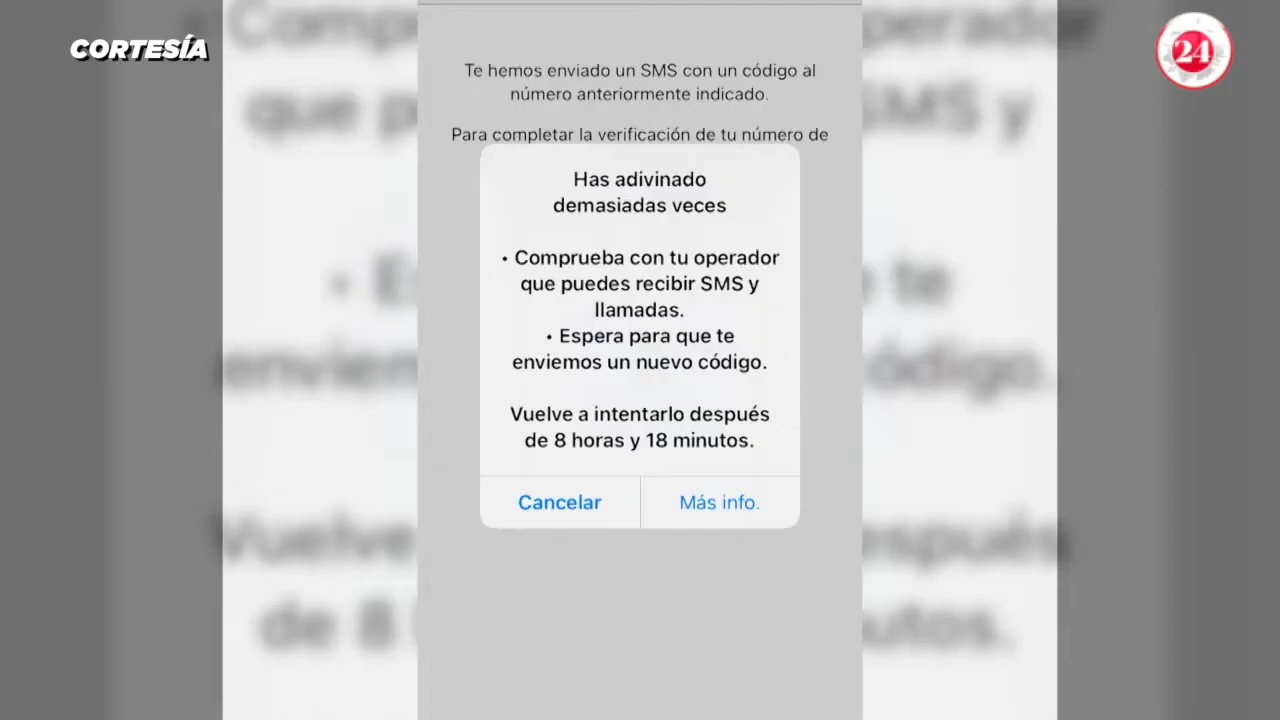 CORTESÍA
24
Te hemos enviado un SMS con un código al
número anteriormente indicado.
Para completar la verificación de tu número de
Has adivinado
demasiadas veces
• Comprueba con tu operador
que puedes recibir SMS y
llamadas.
• Espera para que te
enviemos un nuevo código.
Vuelve a intentarlo después
de 8 horas y 18 minutos.
Cancelar
Más info.